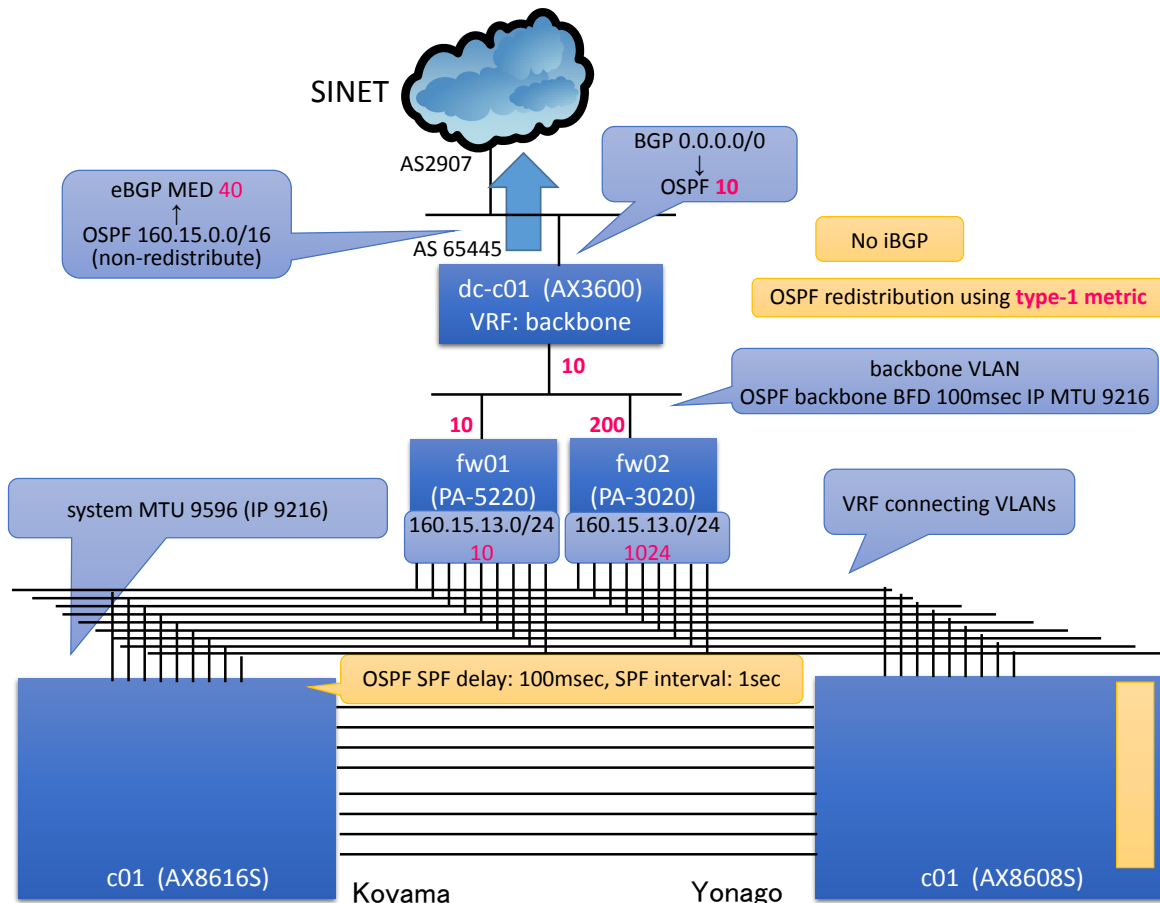 SINET
AS2907
BGP 0.0.0.0/0
↓
OSPF 10
eBGP MED 40
↑
OSPF 160.15.0.0/16
(non-redistribute)
AS 65445
No iBGP
dc-c01 (AX3600)
VRF: backbone
OSPF redistribution using type-1 metric
10
backbone VLAN
OSPF backbone BFD 100msec IP MTU 9216
10
200
fw01
(PA-5220)
fw02
(PA-3020)
system MTU 9596 (IP 9216)
VRF connecting VLANs
160.15.13.0/24
10
160.15.13.0/24
1024
OSPF SPF delay: 100msec, SPF interval: 1sec
c01 (AX8616S)
Koyama
Yonago
c01 (AX8608S)